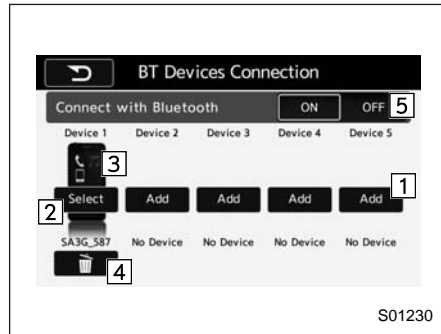 BT Devices Connection
Connect with Bluetooth ON OFF 5
Device 1 Device 2 Device 3 Device 4 Device 5
3
1
Select Add Add Add Add
2
SA3G_587 No Device No Device No Device No Device
4
S01230